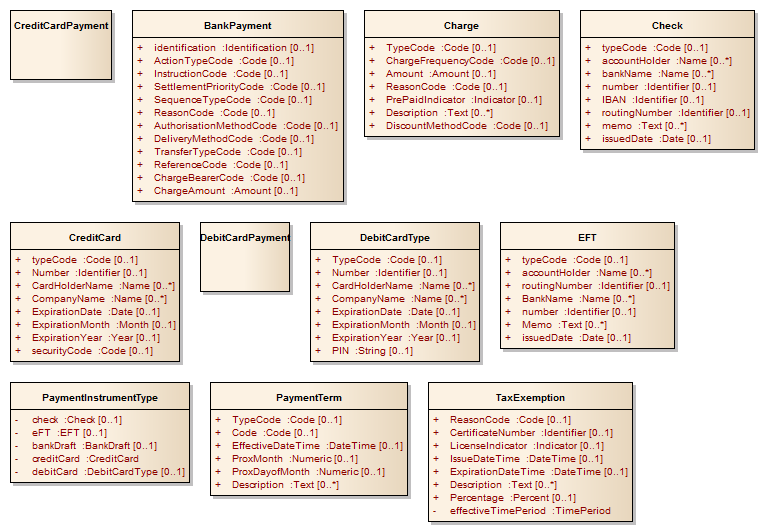 CreditCardPayment
BankPayment
+ identification :Identification [0..1]
+ ActionTypeCode :Code [0..1]
+ InstructionCode :Code [0..1]
+ SettlementPriorityCode :Code [0..1]
+ SequenceTypeCode :Code [0..1]
+ ReasonCode :Code [0..1]
+ AuthorisationMethodCode :Code [0..1]
+ DeliveryMethodCode :Code [0..1]
+ TransferTypeCode :Code [0..1]
+ ReferenceCode :Code [0..1]
+ ChargeBearerCode :Code [0..1]
+ ChargeAmount :Amount [0..1]
Charge
+ TypeCode :Code [0..1]
+ ChargeFrequencyCode :Code [0..1]
+ Amount :Amount [0..1]
+ ReasonCode :Code [0..1]
+ PrePaidIndicator :Indicator [0..1]
+ Description :Text [0..*]
+ DiscountMethodCode :Code [0..1]
Check
+ typeCode :Code [0..1]
+ accountHolder :Name [0..*]
+ bankName :Name [0..*]
+ number :Identifier [0..1]
+ IBAN :Identifier [0..1]
+ routingNumber :Identifier [0..1]
+ memo :Text [0..*]
+ issuedDate :Date [0..1]
CreditCard
+ typeCode :Code [0..1]
+ Number :Identifier [0..1]
+ CardHolderName :Name [0..*]
+ CompanyName :Name [0..*]
+ ExpirationDate :Date [0..1]
+ ExpirationMonth :Month [0..1]
+ ExpirationYear :Year [0..1]
+ securityCode :Code [0..1]
DebitCardPayment
DebitCardType
+ TypeCode :Code [0..1]
+ Number :Identifier [0..1]
+ CardHolderName :Name [0..*]
+ CompanyName :Name [0..*]
+ ExpirationDate :Date [0..1]
+ ExpirationMonth :Month [0..1]
+ ExpirationYear :Year [0..1]
+ PIN :String [0..1]
EFT
+ typeCode :Code [0..1]
+ accountHolder :Name [0..*]
+ routingNumber :Identifier [0..1]
+ BankName :Name [0..*]
+ number :Identifier [0..1]
+ Memo :Text [0..*]
+ issuedDate :Date [0..1]
PaymentInstrumentType
- check :Check [0..1]
- eFT :EFT [0..1]
- bankDraft :BankDraft [0..1]
- creditCard :CreditCard
- debitCard :DebitCardType [0..1]
PaymentTerm
+ TypeCode :Code [0..1]
+ Code :Code [0..1]
+ EffectiveDateTime :DateTime [0..1]
+ ProxMonth :Numeric [0..1]
+ ProxDayofMonth :Numeric [0..1]
+ Description :Text [0..*]
TaxExemption
+ ReasonCode :Code [0..1]
+ CertificateNumber :Identifier [0..1]
+ LicenseIndicator :Indicator [0..1]
+ IssueDateTime :DateTime [0..1]
+ ExpirationDateTime :DateTime [0..1]
+ Description :Text [0..*]
+ Percentage :Percent [0..1]
- effectiveTimePeriod :TimePeriod